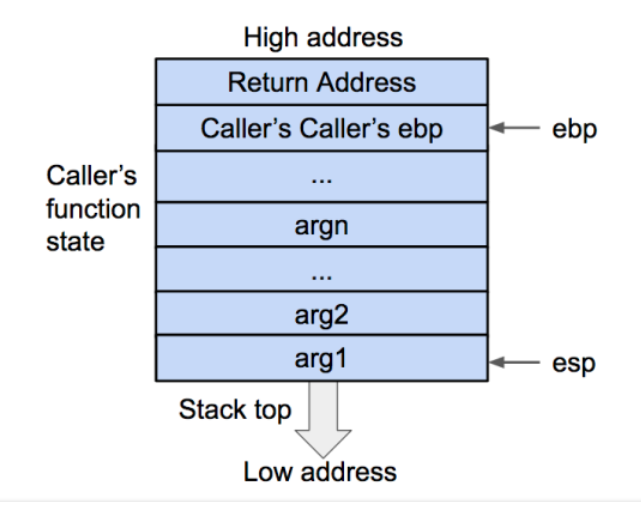 High address
Return Address
Caller's Caller's ebp
ebp
Caller's
function
state
...
argn
...
arg2
arg1
esp
Stack top
Low address